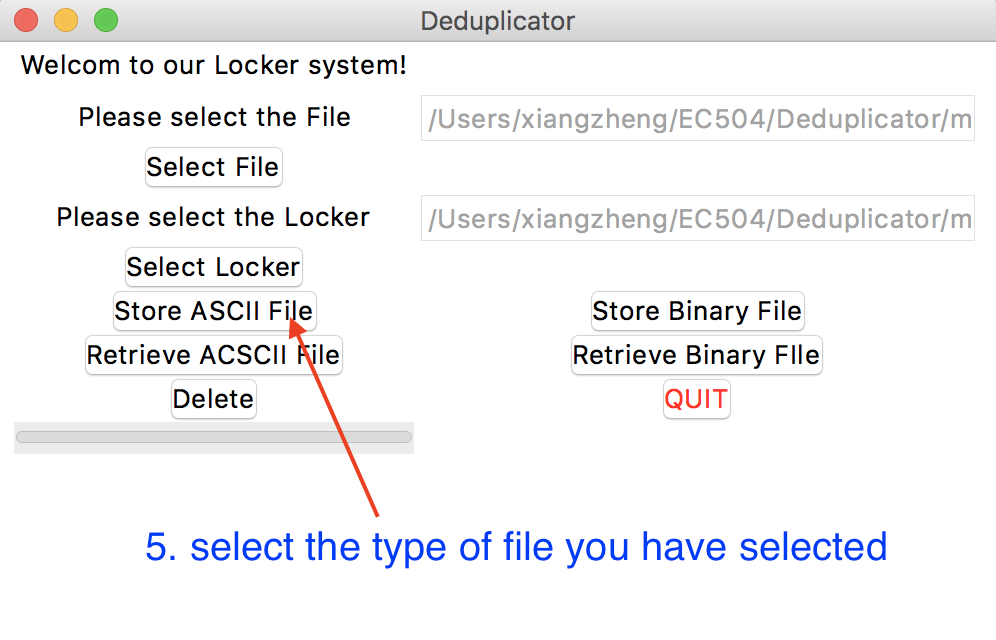 Deduplicator
Welcom to our Locker system!
Please select the File
/Users/xiangzheng/EC504/Deduplicator/m
Select File
Please select the Locker
/Users/xiangzheng/EC504/Deduplicator/m
Select Locker
Store ASCII File
Store Binary File
Retrieve ACSCII File
Retrieve Binary FIle
Delete
QUIT
5. select the type of file you have selected